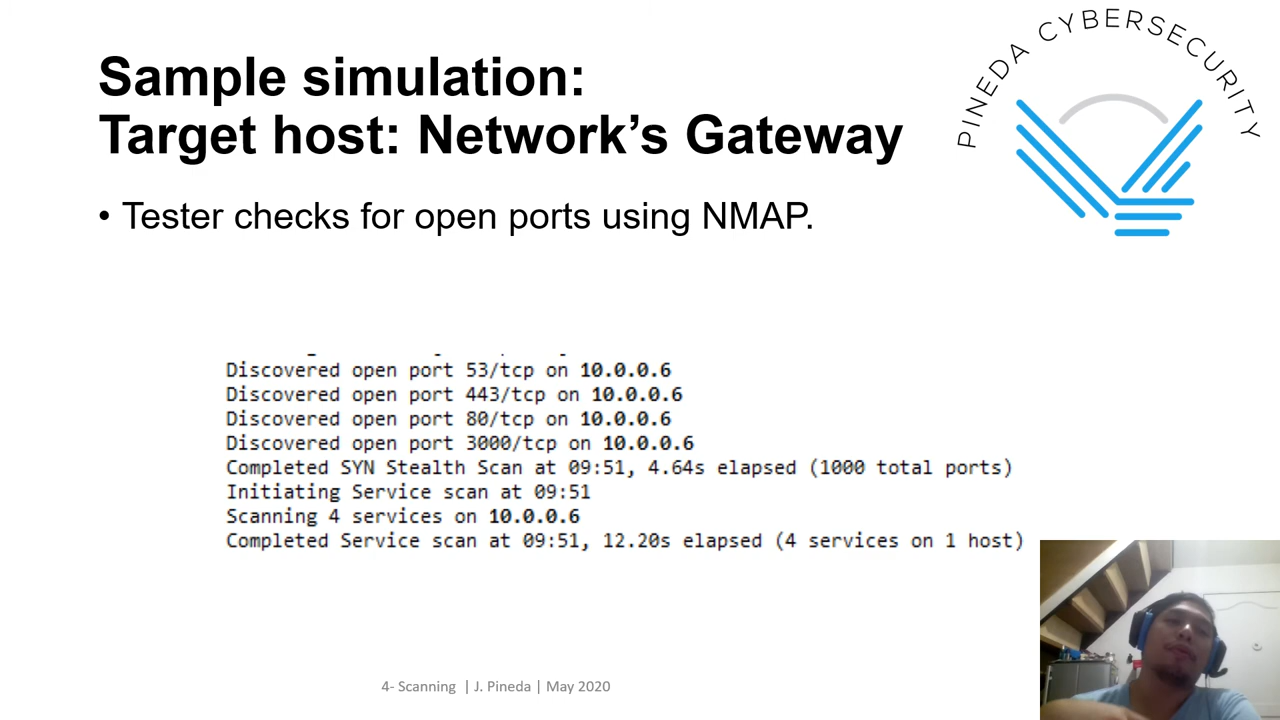 PINEDA CYBERSECURITY
Sample simulation:
Target host: Network’s Gateway
• Tester checks for open ports using NMAP.
Discovered open port 53/tcp on 10.0.0.6
Discovered open port 443/tcp on 10.0.0.6
Discovered open port 80/tcp on 10.0.0.6
Discovered open port 3000/tcp on 10.0.0.6
Completed SYN Stealth Scan at 09:51, 4.64s elapsed (1000 total ports)
Initiating Service scan at 09:51
Scanning 4 services on 10.0.0.6
Completed Service scan at 09:51, 12.20s elapsed (4 services on 1 host)
4- Scanning | J. Pineda | May 2020